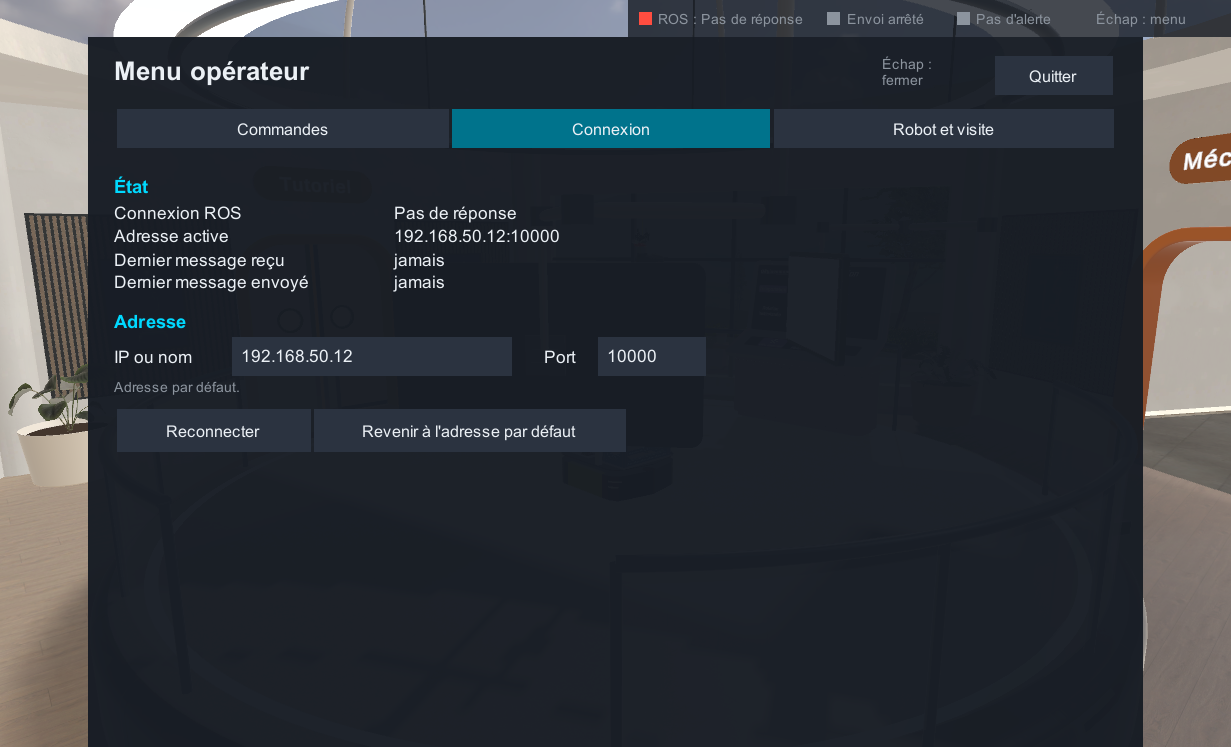 ROS : Pas de réponse
Envoi arrêté
Pas d'alerte
Échap : menu
Menu opérateur
Échap :
fermer
Quitter
Commandes
Connexion
Robot et visite
Tutoriel
Méc
État
Connexion ROS Pas de réponse
Adresse active 192.168.50.12:10000
Dernier message reçu jamais
Dernier message envoyé jamais
Adresse
IP ou nom 192.168.50.12 Port 10000
Adresse par défaut.
Reconnecter
Revenir à l'adresse par défaut